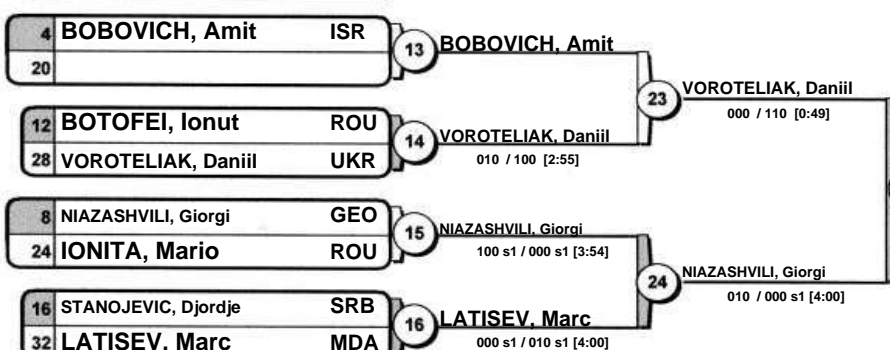 4 BOBOVICH, Amit ISR
20
13 BOBOVICH, Amit
12 BOTOFEI, Ionut ROU
28 VOROTELIAK, Daniil UKR
14 VOROTELIAK, Daniil
010 / 100 [2:55]
23 VOROTELIAK, Daniil
000 / 110 [0:49]
8 NIAZASHVILI, Giorgi GEO
24 IONITA, Mario ROU
15 NIAZASHVILI, Giorgi
100 s1 / 000 s1 [3:54]
16 STANOJEVIC, Djordje SRB
32 LATISEV, Marc MDA
16 LATISEV, Marc
000 s1 / 010 s1 [4:00]
24 NIAZASHVILI, Giorgi
010 / 000 s1 [4:00]